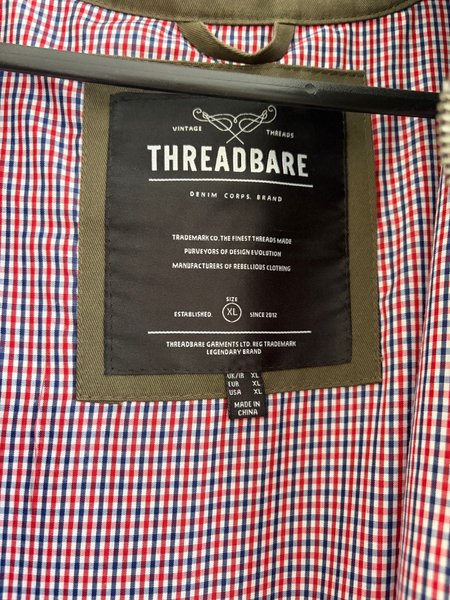 VINTAGE THREADS
THREADBARE
DENIM CORPS. BRAND
TRADEMARK CO. THE FINEST THREADS MADE
PURVEYORS OF DESIGN EVOLUTION
MANUFACTURERS OF REBELLIOUS CLOTHING
SIZE
ESTABLISHED. XL SINCE 2012
THREADBARE GARMENTS LTD. REG TRADEMARK
LEGENDARY BRAND
UK/IR XL
EUR XL
USA XL
MADE IN
CHINA